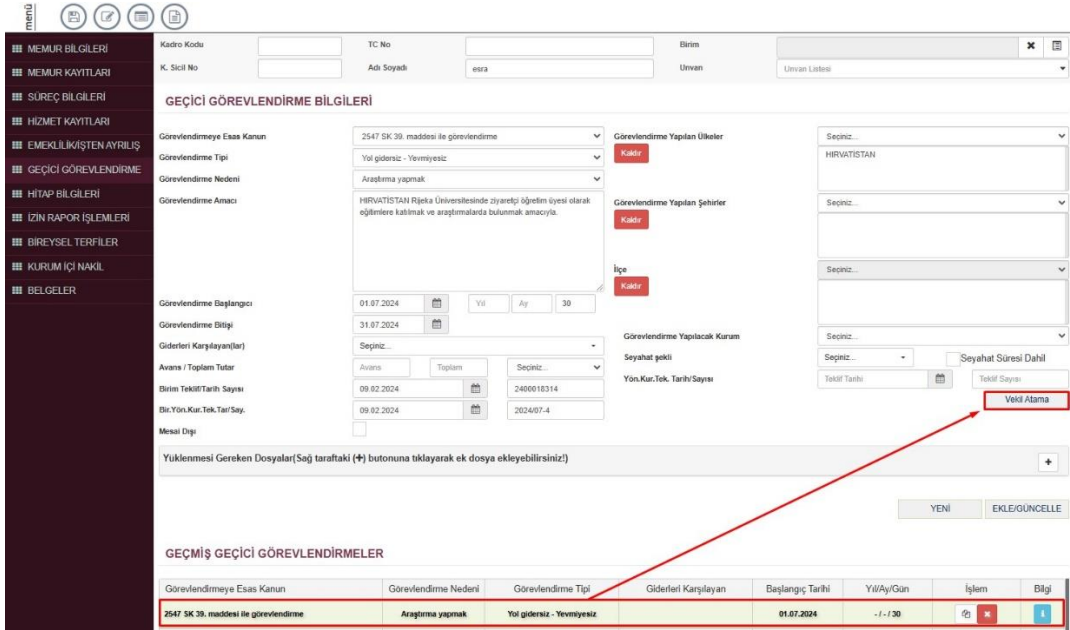 menü
MEMUR BİLGİLERİ
MEMUR KAYITLARI
SÜREÇ BİLGİLERİ
HİZMET KAYITLARI
EMEKLİLİK/İŞTEN AYRILIŞ
GEÇİCİ GÖREVLENDİRME
HİTAP BİLGİLERİ
İZİN RAPOR İŞLEMLERİ
BİREYSEL TERFİLER
KURUM İÇİ NAKİL
BELGELER
Kadro Kodu TC No Birim
K. Sicil No Adı Soyadı esra Unvan Unvan Listesi
GEÇİCİ GÖREVLENDİRME BİLGİLERİ
Görevlendirmeye Esas Kanun 2547 SK 39. maddesi ile görevlendirme
Görevlendirme Tipi Yol gidersiz - Yevmiyesiz
Görevlendirme Nedeni Araştırma yapmak
Görevlendirme Amacı HIRVATİSTAN Rijeka Üniversitesinde ziyaretçi öğretim üyesi olarak
eğitimlere katılmak ve araştırmalarda bulunmak amacıyla.
Görevlendirme Başlangıcı 01.07.2024 Yıl Ay 30
Görevlendirme Bitişi 31.07.2024
Giderleri Karşılayan(lar) Seçiniz...
Avans / Toplam Tutar Avans Toplam Seçiniz...
Birim Teklif/Tarih Sayısı 09.02.2024 2400018314
Bir.Yön.Kur.Tek.Tar/Say. 09.02.2024 2024/07-4
Mesai Dışı
Görevlendirme Yapılan Ülkeler Seçiniz...
Kaldır HIRVATİSTAN
Görevlendirme Yapılan Şehirler Seçiniz...
Kaldır
İlçe Seçiniz...
Kaldır
Görevlendirme Yapılacak Kurum Seçiniz...
Seyahat şekli Seçiniz... Seyahat Süresi Dahil
Yön.Kur.Tek. Tarih/Sayısı Teklif Tarihi Teklif Sayısı
Vekil Atama
Yüklenmesi Gereken Dosyalar(Sağ taraftaki (+) butonuna tıklayarak ek dosya ekleyebilirsiniz!)
YENİ EKLE/GÜNCELLE
GEÇMİŞ GEÇİCİ GÖREVLENDİRMELER
Görevlendirmeye Esas Kanun Görevlendirme Nedeni Görevlendirme Tipi Giderleri Karşılayan Başlangıç Tarihi Yıl/Ay/Gün İşlem Bilgi
2547 SK 39. maddesi ile görevlendirme Araştırma yapmak Yol gidersiz - Yevmiyesiz 01.07.2024 - / - / 30